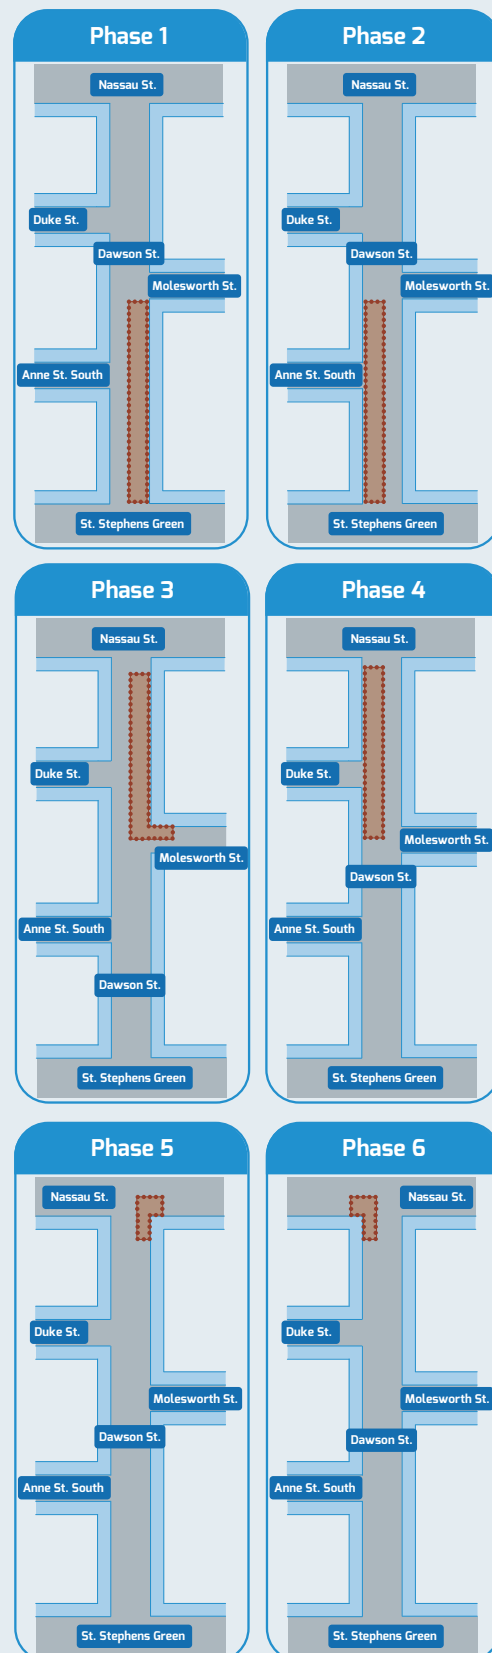 Phase 1
Nassau St.
Duke St.
Dawson St.
Molesworth St.
Anne St. South
St. Stephens Green
Phase 2
Nassau St.
Duke St.
Dawson St.
Molesworth St.
Anne St. South
St. Stephens Green
Phase 3
Nassau St.
Duke St.
Molesworth St.
Anne St. South
Dawson St.
St. Stephens Green
Phase 4
Nassau St.
Duke St.
Molesworth St.
Dawson St.
Anne St. South
St. Stephens Green
Phase 5
Nassau St.
Duke St.
Molesworth St.
Dawson St.
Anne St. South
St. Stephens Green
Phase 6
Nassau St.
Duke St.
Molesworth St.
Dawson St.
Anne St. South
St. Stephens Green